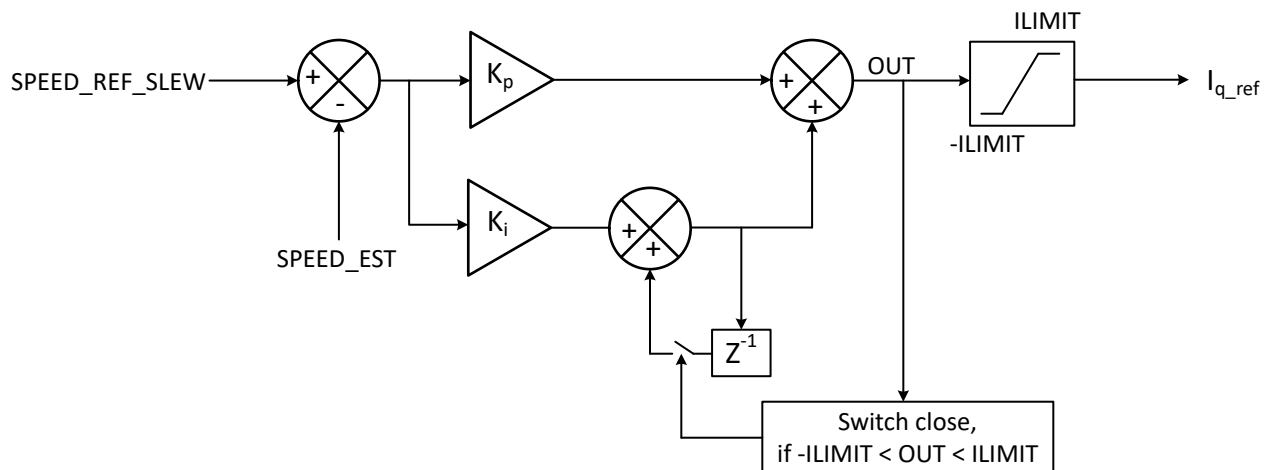 ILIMIT
SPEED_REF_SLEW
+
-
Kp
+
+
OUT
Iq_ref
-ILIMIT
SPEED_EST
Ki
+
+
Z-1
Switch close,
if -ILIMIT < OUT < ILIMIT